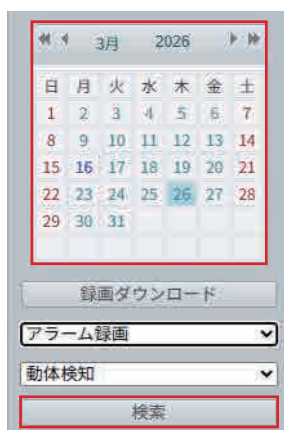 3月 2026
日 月 火 水 木 金 土
1 2 3 4 5 6 7
8 9 10 11 12 13 14
15 16 17 18 19 20 21
22 23 24 25 26 27 28
29 30 31
録画ダウンロード
アラーム録画
動体検知
検索